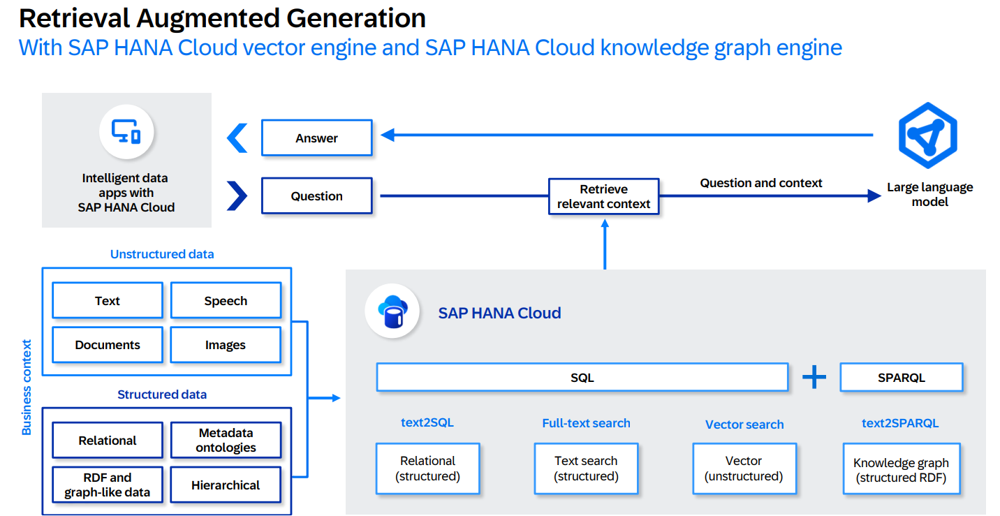 Retrieval Augmented Generation
With SAP HANA Cloud vector engine and SAP HANA Cloud knowledge graph engine
Intelligent data
apps with
SAP HANA Cloud
Answer
Question
Retrieve
relevant context
Question and context
Large language
model
Business context
Unstructured data
Text
Speech
Documents
Images
Structured data
Relational
Metadata
ontologies
RDF and
graph-like data
Hierarchical
SAP HANA Cloud
SQL
+
SPARQL
text2SQL
Full-text search
Vector search
text2SPARQL
Relational
(structured)
Text search
(structured)
Vector
(unstructured)
Knowledge graph
(structured RDF)